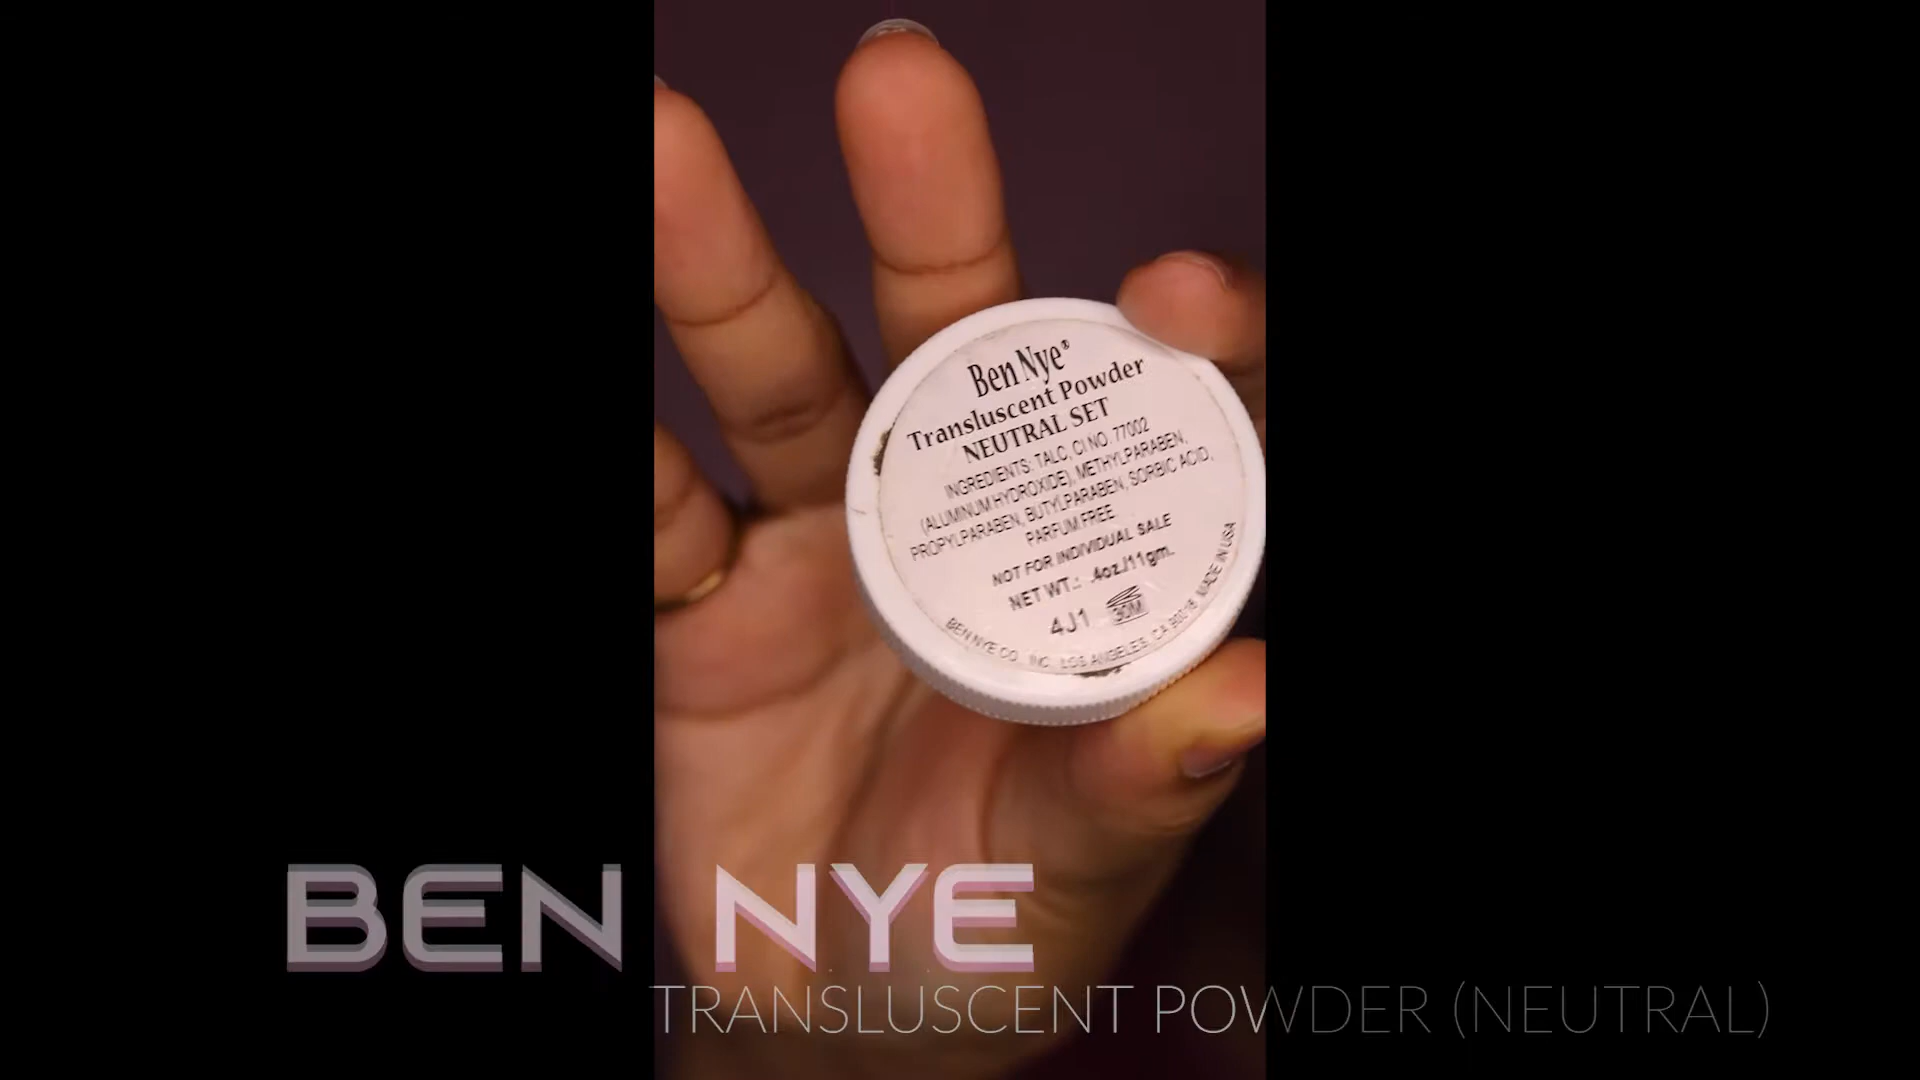 Ben Nye®
Transluscent Powder
NEUTRAL SET
INGREDIENTS: TALC, CI NO. 77002
(ALUMINUM HYDROXIDE), METHYLPARABEN,
PROPYLPARABEN, BUTYLPARABEN, SORBIC ACID,
PARFUM FREE
NOT FOR INDIVIDUAL SALE
NET WT.: .4oz./11gm.
4J1 30M
BEN NYE CO. INC. LOS ANGELES, CA 90016 MADE IN USA
BEN NYE
TRANSLUSCENT POWDER (NEUTRAL)